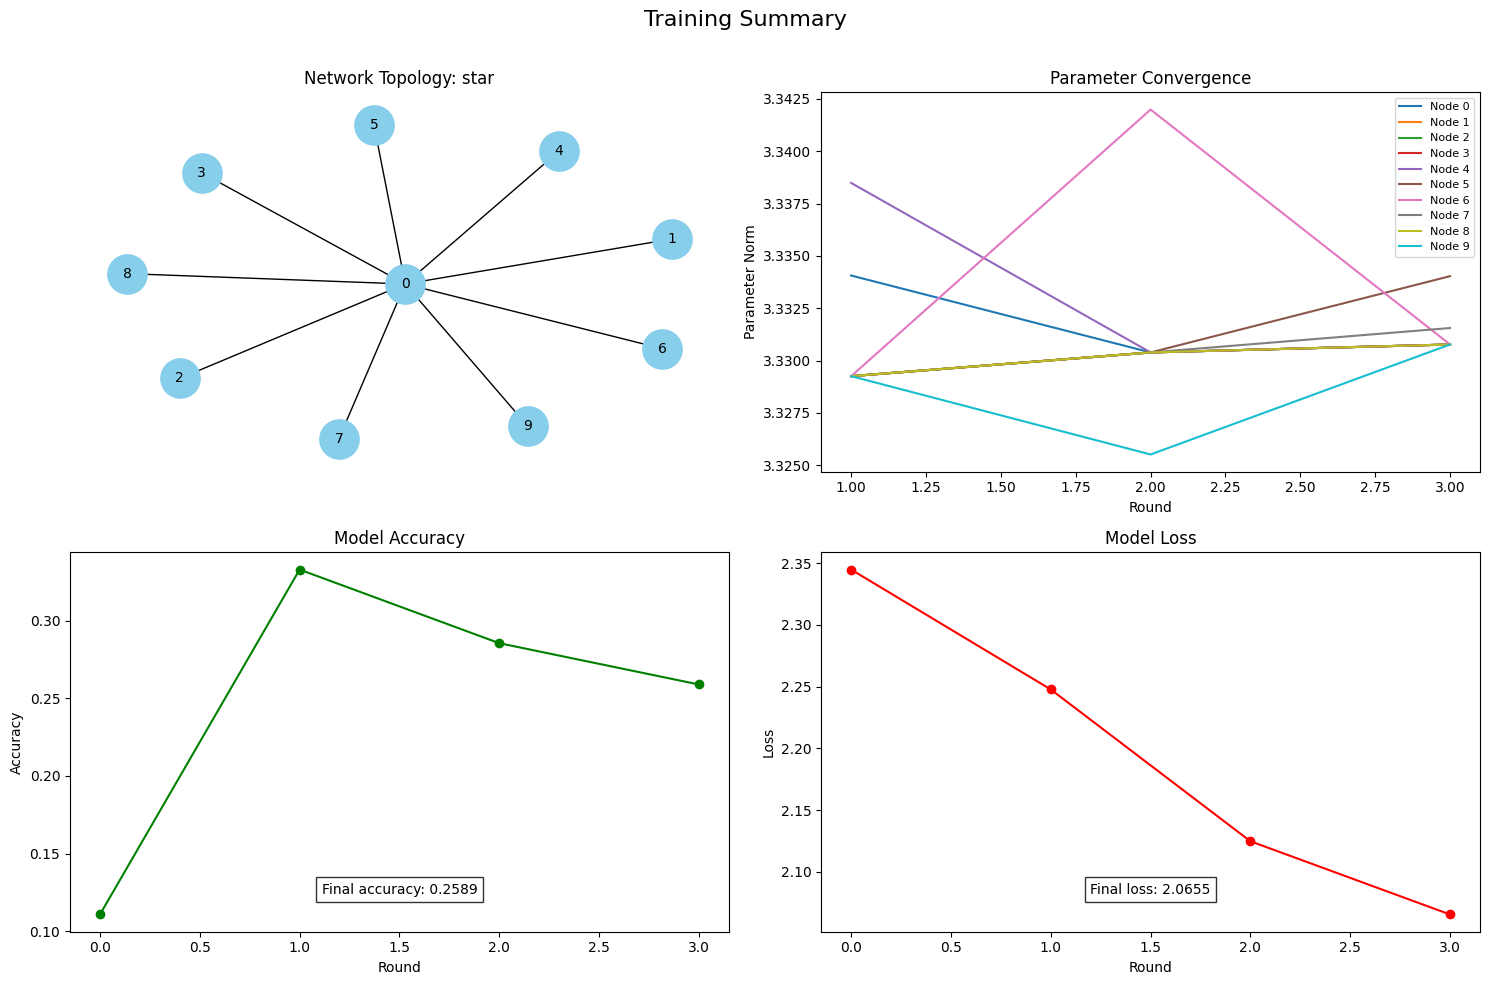 Training Summary
Network Topology: star
5
4
3
1
8
0
6
2
9
7
Parameter Convergence
3.3425
3.3400
3.3375
3.3350
3.3325
3.3300
3.3275
3.3250
Parameter Norm
Node 0
Node 1
Node 2
Node 3
Node 4
Node 5
Node 6
Node 7
Node 8
Node 9
1.00 1.25 1.50 1.75 2.00 2.25 2.50 2.75 3.00
Round
Model Accuracy
0.30
0.25
0.20
0.15
0.10
Accuracy
Final accuracy: 0.2589
0.0 0.5 1.0 1.5 2.0 2.5 3.0
Round
Model Loss
2.35
2.30
2.25
2.20
2.15
2.10
Loss
Final loss: 2.0655
0.0 0.5 1.0 1.5 2.0 2.5 3.0
Round